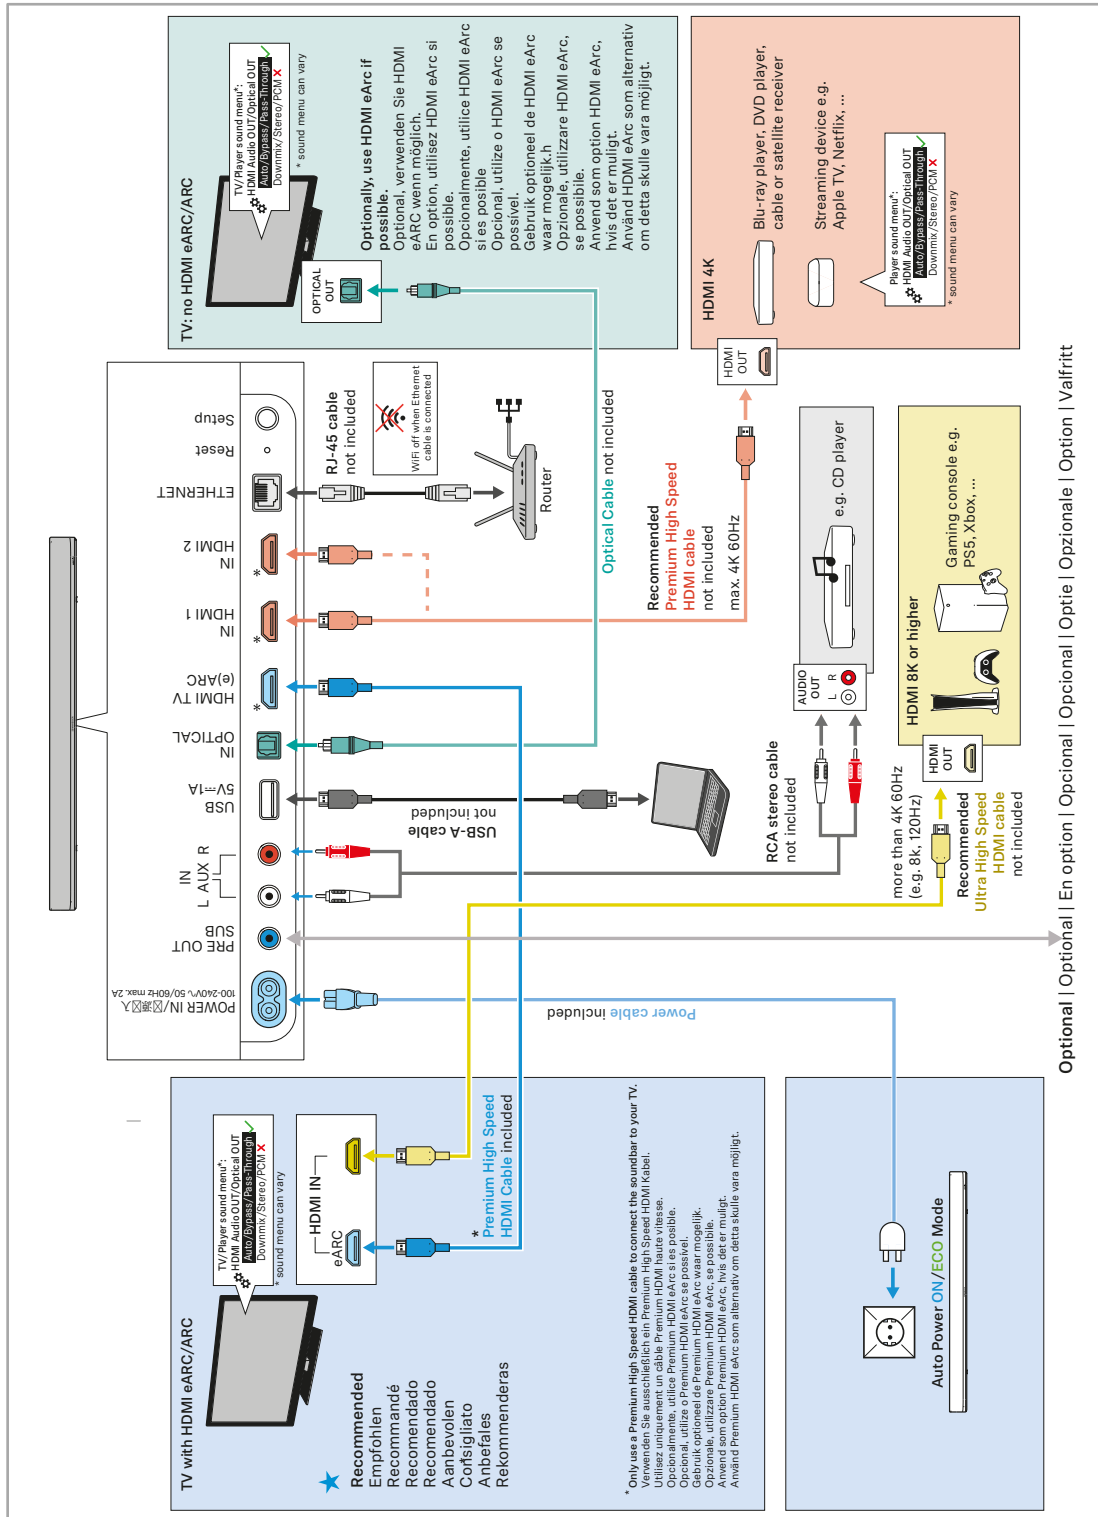 TV with HDMI eARC/ARC
TV/Player sound menu*:
HDMI Audio OUT/Optical OUT
Auto/Bypass/Pass-Through
Downmix/Stereo/PCM
* sound menu can vary
Recommended
Empfohlen
Recommandé
Recomendado
Recomendado
Aanbevolen
Consigliato
Anbefales
Rekommenderas
HDMI IN
eARC
* Premium High Speed
HDMI Cable included
* Only use a Premium High Speed HDMI cable to connect the soundbar to your TV.
Verwenden Sie ausschließlich ein Premium High Speed HDMI Kabel.
Utilisez uniquement un câble Premium HDMI haute vitesse.
Opcionalmente, utilice Premium HDMI eArc si es posible.
Opcional, utilize o Premium HDMI eArc se possível.
Gebruik optioneel de Premium HDMI eArc waar mogelijk.
Opzionale, utilizzare Premium HDMI eArc, se possibile.
Anvend som option Premium HDMI eArc, hvis det er muligt.
Använd Premium HDMI eArc som alternativ om detta skulle vara möjligt.
Auto Power ON/ECO Mode
POWER IN/
100-240V~ 50/60Hz max. 2A
PRE OUT
SUB
IN
L AUX R
USB
5V⎓1A
IN
OPTICAL
HDMI TV
(e)ARC
*
IN
HDMI 1
*
IN
HDMI 2
*
ETHERNET
Reset
Setup
Power cable included
USB-A cable
not included
RJ-45 cable
not included
WiFi off when Ethernet
cable is connected
Router
TV: no HDMI eARC/ARC
TV/Player sound menu*:
HDMI Audio OUT/Optical OUT
Auto/Bypass/Pass-Through
Downmix/Stereo/PCM
* sound menu can vary
OPTICAL
OUT
Optionally, use HDMI eArc if
possible.
Optional, verwenden Sie HDMI
eARC wenn möglich.
En option, utilisez HDMI eArc si
possible.
Opcionalmente, utilice HDMI eArc
si es posible
Opcional, utilize o HDMI eArc se
possível.
Gebruik optioneel de HDMI eArc
waar mogelijk.h
Opzionale, utilizzare HDMI eArc,
se possibile.
Anvend som option HDMI eArc,
hvis det er muligt.
Använd HDMI eArc som alternativ
om detta skulle vara möjligt.
Optical Cable not included
Recommended
Premium High Speed
HDMI cable
not included
max. 4K 60Hz
HDMI
OUT
HDMI 4K
Blu-ray player, DVD player,
cable or satellite receiver
Streaming device e.g.
Apple TV, Netflix, ...
Player sound menu*:
HDMI Audio OUT/Optical OUT
Auto/Bypass/Pass-Through
Downmix/Stereo/PCM
* sound menu can vary
RCA stereo cable
not included
AUDIO
OUT
L R
e.g. CD player
more than 4K 60Hz
(e.g. 8k, 120Hz)
Recommended
Ultra High Speed
HDMI cable
not included
HDMI
OUT
HDMI 8K or higher
Gaming console e.g.
PS5, Xbox, ...
Optional | Optional | En option | Opcional | Opcional | Optie | Opzionale | Option | Valfritt